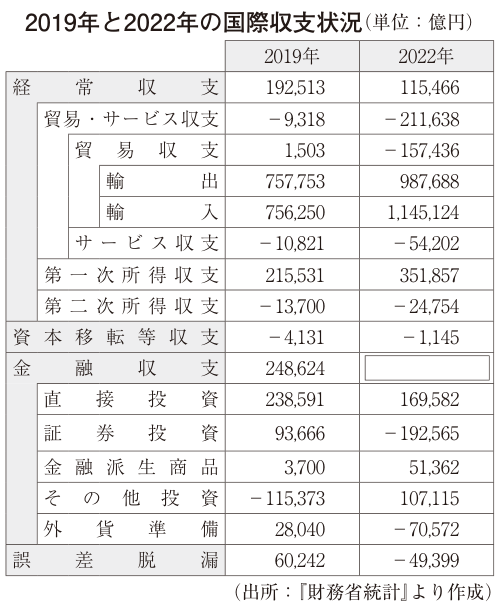 2019年と2022年の国際収支状況(単位：億円)
2019年 2022年
経常収支 192,513 115,466
貿易・サービス収支 －9,318 －211,638
貿易収支 1,503 －157,436
輸出 757,753 987,688
輸入 756,250 1,145,124
サービス収支 －10,821 －54,202
第一次所得収支 215,531 351,857
第二次所得収支 －13,700 －24,754
資本移転等収支 －4,131 －1,145
金融収支 248,624
直接投資 238,591 169,582
証券投資 93,666 －192,565
金融派生商品 3,700 51,362
その他投資 －115,373 107,115
外貨準備 28,040 －70,572
誤差脱漏 60,242 －49,399
(出所：『財務省統計』より作成)